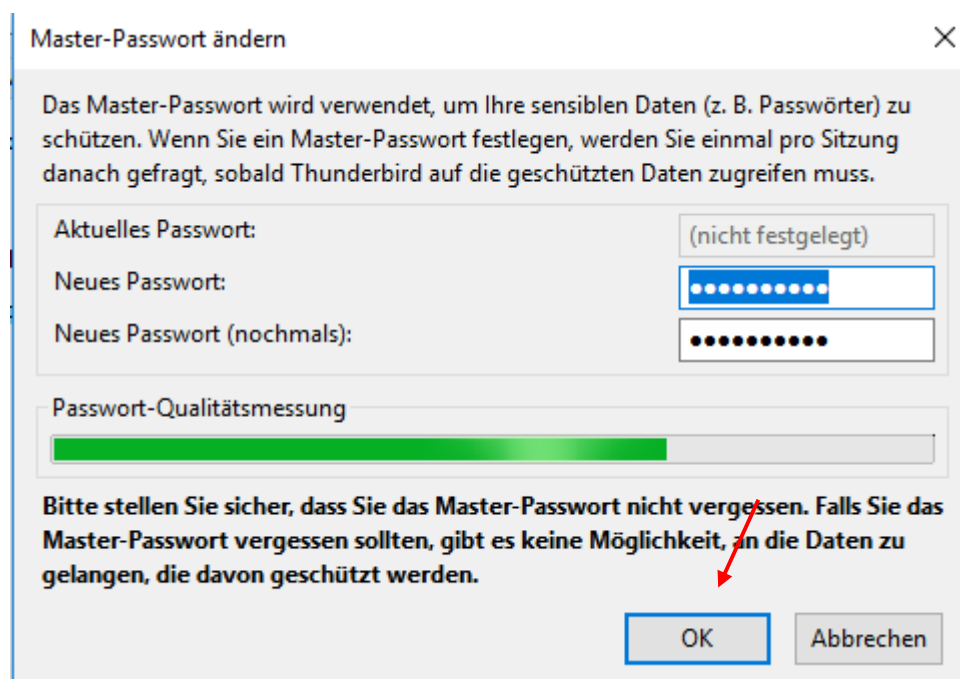 Master-Passwort ändern
Das Master-Passwort wird verwendet, um Ihre sensiblen Daten (z. B. Passwörter) zu
schützen. Wenn Sie ein Master-Passwort festlegen, werden Sie einmal pro Sitzung
danach gefragt, sobald Thunderbird auf die geschützten Daten zugreifen muss.
Aktuelles Passwort: (nicht festgelegt)
Neues Passwort: ●●●●●●●●●●
Neues Passwort (nochmals): ●●●●●●●●●●
Passwort-Qualitätsmessung
Bitte stellen Sie sicher, dass Sie das Master-Passwort nicht vergessen. Falls Sie das
Master-Passwort vergessen sollten, gibt es keine Möglichkeit, an die Daten zu
gelangen, die davon geschützt werden.
OK Abbrechen